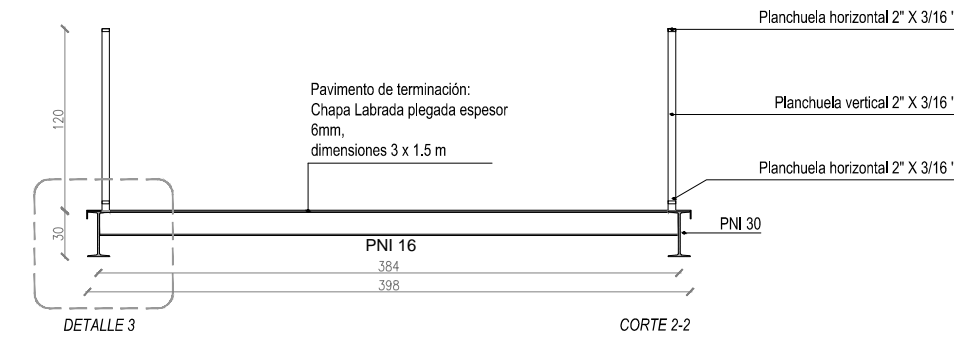 Planchuela horizontal 2" X 3/16 "
Pavimento de terminación:
Chapa Labrada plegada espesor
6mm,
dimensiones 3 x 1.5 m
Planchuela vertical 2" X 3/16 "
120
Planchuela horizontal 2" X 3/16 "
30
PNI 30
PNI 16
384
398
DETALLE 3
CORTE 2-2